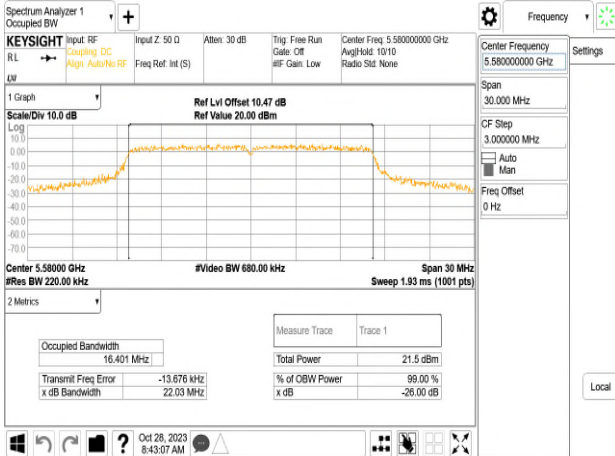 Spectrum Analyzer 1
Occupied BW
+
Frequency
KEYSIGHT Input: RF Input Z: 50 Ω Atten: 30 dB Trig: Free Run Center Freq: 5.580000000 GHz
RL Coupling: DC Gate: Off Avg|Hold: 10/10
Align: Auto/No RF Freq Ref: Int (S) #IF Gain: Low Radio Std: None
Center Frequency
5.580000000 GHz
Settings
Span
30.000 MHz
CF Step
3.000000 MHz
Auto
Man
Freq Offset
0 Hz
Local
1 Graph
Ref Lvl Offset 10.47 dB
Scale/Div 10.0 dB Ref Value 20.00 dBm
Log
10.0
0.00
-10.0
-20.0
-30.0
-40.0
-50.0
-60.0
-70.0
Center 5.58000 GHz #Video BW 680.00 kHz Span 30 MHz
#Res BW 220.00 kHz Sweep 1.93 ms (1001 pts)
2 Metrics
Measure Trace Trace 1
Occupied Bandwidth
16.401 MHz Total Power 21.5 dBm
Transmit Freq Error -13.676 kHz % of OBW Power 99.00 %
x dB Bandwidth 22.03 MHz x dB -26.00 dB
? Oct 28, 2023
8:43:07 AM